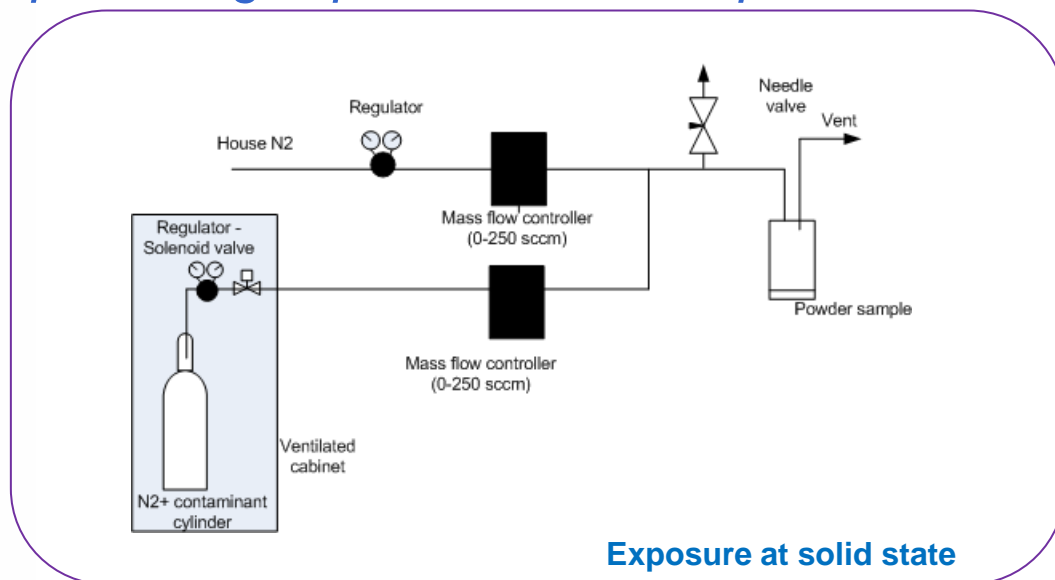 Regulator
House N2
Needle
valve
Vent
Mass flow controller
(0-250 sccm)
Regulator -
Solenoid valve
Powder sample
Mass flow controller
(0-250 sccm)
Ventilated
cabinet
N2+ contaminant
cylinder
Exposure at solid state